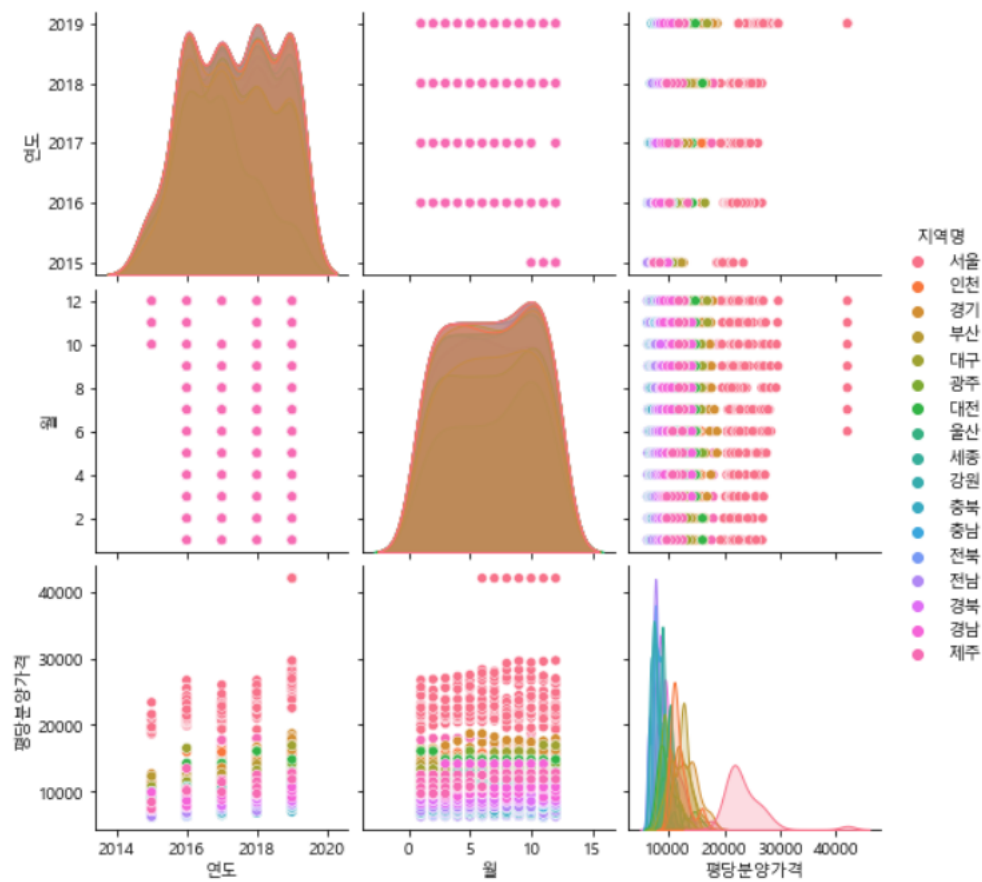 2019
2018
2017
2016
2015
연도
12
10
8
6
4
2
월
40000
30000
20000
10000
평당분양가격
2014 2016 2018 2020
연도
0 5 10 15
월
10000 20000 30000 40000
평당분양가격
지역명
서울
인천
경기
부산
대구
광주
대전
울산
세종
강원
충북
충남
전북
전남
경북
경남
제주